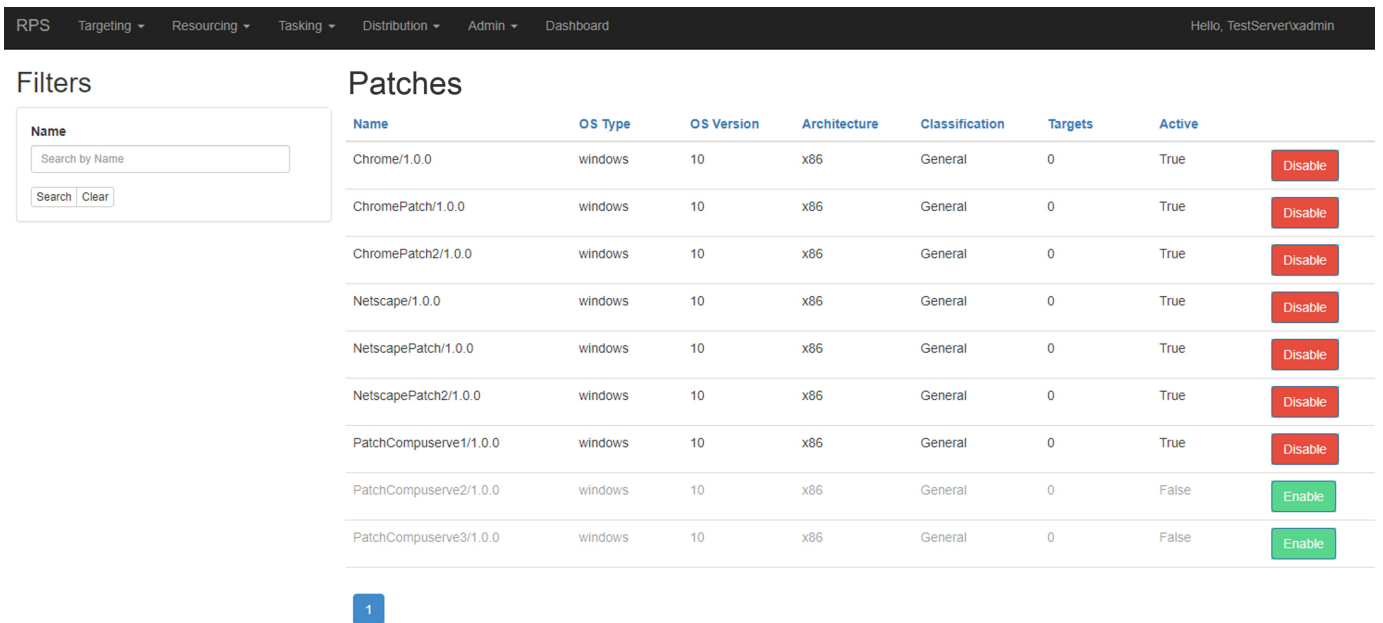 RPS Targeting Resourcing Tasking Distribution Admin Dashboard Hello, TestServer\xadmin
Filters
Name
Search by Name
Search Clear
Patches
Name OS Type OS Version Architecture Classification Targets Active
Chrome/1.0.0 windows 10 x86 General 0 True Disable
ChromePatch/1.0.0 windows 10 x86 General 0 True Disable
ChromePatch2/1.0.0 windows 10 x86 General 0 True Disable
Netscape/1.0.0 windows 10 x86 General 0 True Disable
NetscapePatch/1.0.0 windows 10 x86 General 0 True Disable
NetscapePatch2/1.0.0 windows 10 x86 General 0 True Disable
PatchCompuserve1/1.0.0 windows 10 x86 General 0 True Disable
PatchCompuserve2/1.0.0 windows 10 x86 General 0 False Enable
PatchCompuserve3/1.0.0 windows 10 x86 General 0 False Enable
1